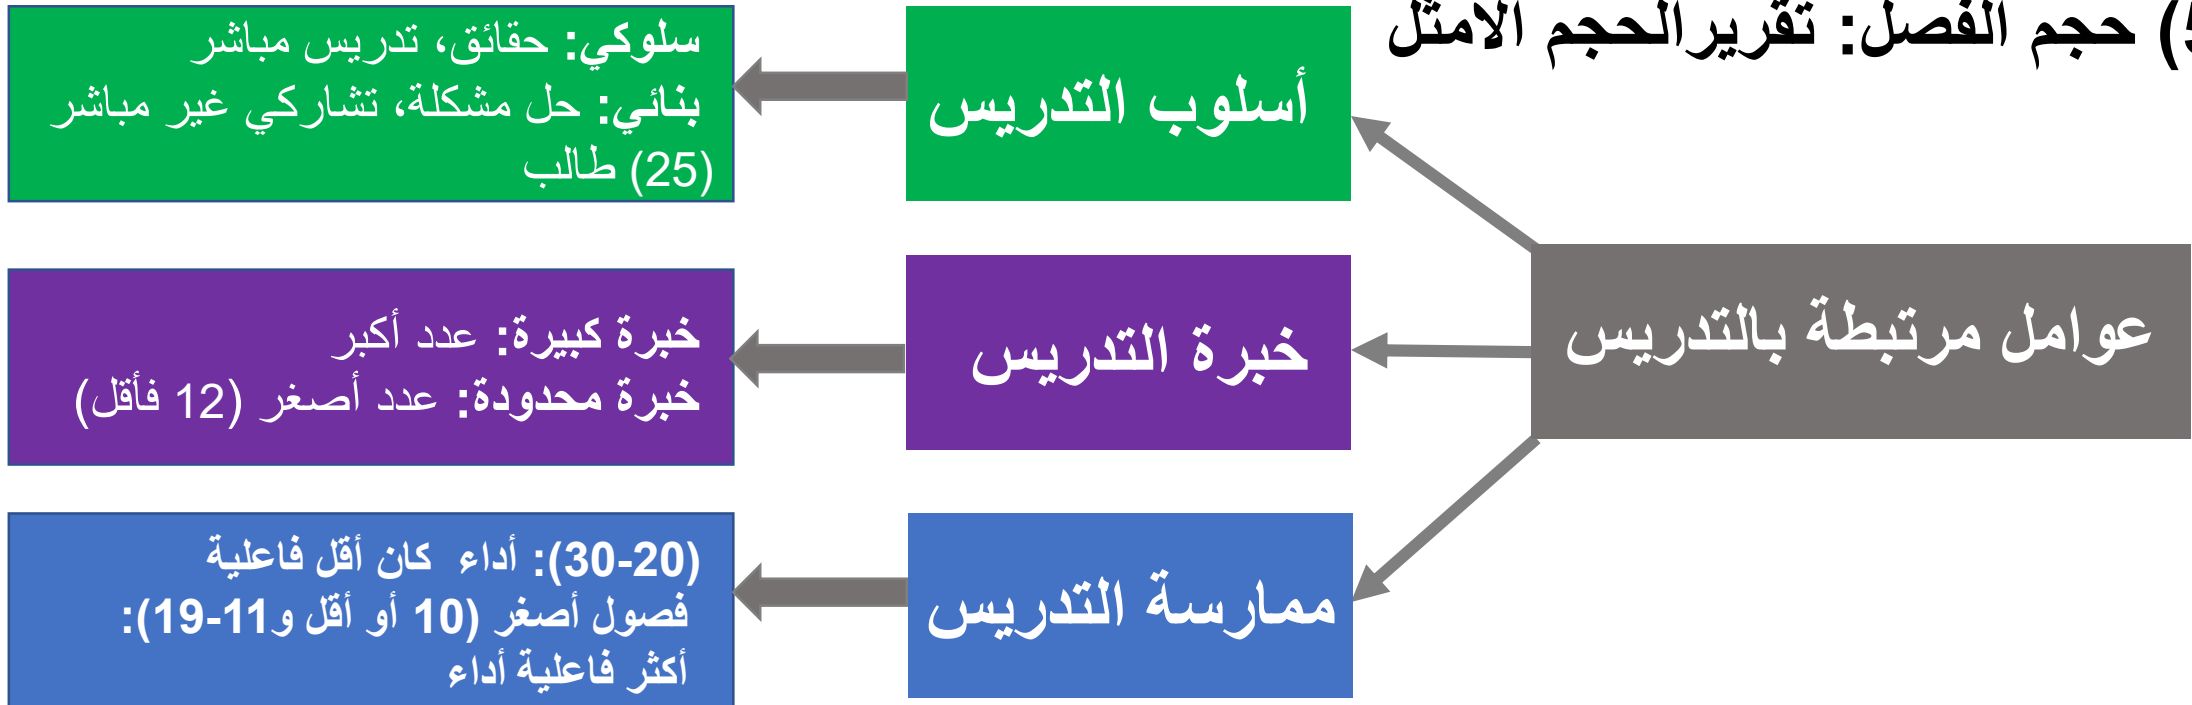 5) حجم الفصل: تقريرالحجم الأمثل
عوامل مرتبطة بالتدريس
أسلوب التدريس
سلوكي: حقائق، تدريس مباشر
بنائي: حل مشكلة، تشاركي غير مباشر
(25) طالب
خبرة التدريس
خبرة كبيرة: عدد أكبر
خبرة محدودة: عدد أصغر (12 فأقل)
ممارسة التدريس
(20-30): أداء كان أقل فاعلية
فصول أصغر (10 أو أقل و11-19):
أكثر فاعلية أداء